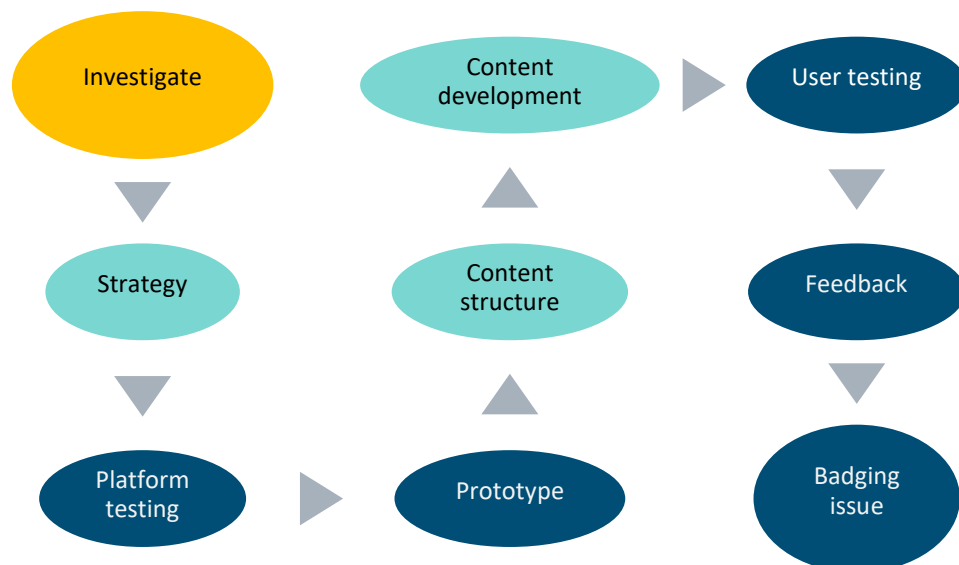 Investigate
Strategy
Platform
testing
Prototype
Content
structure
Content
development
User testing
Feedback
Badging
issue